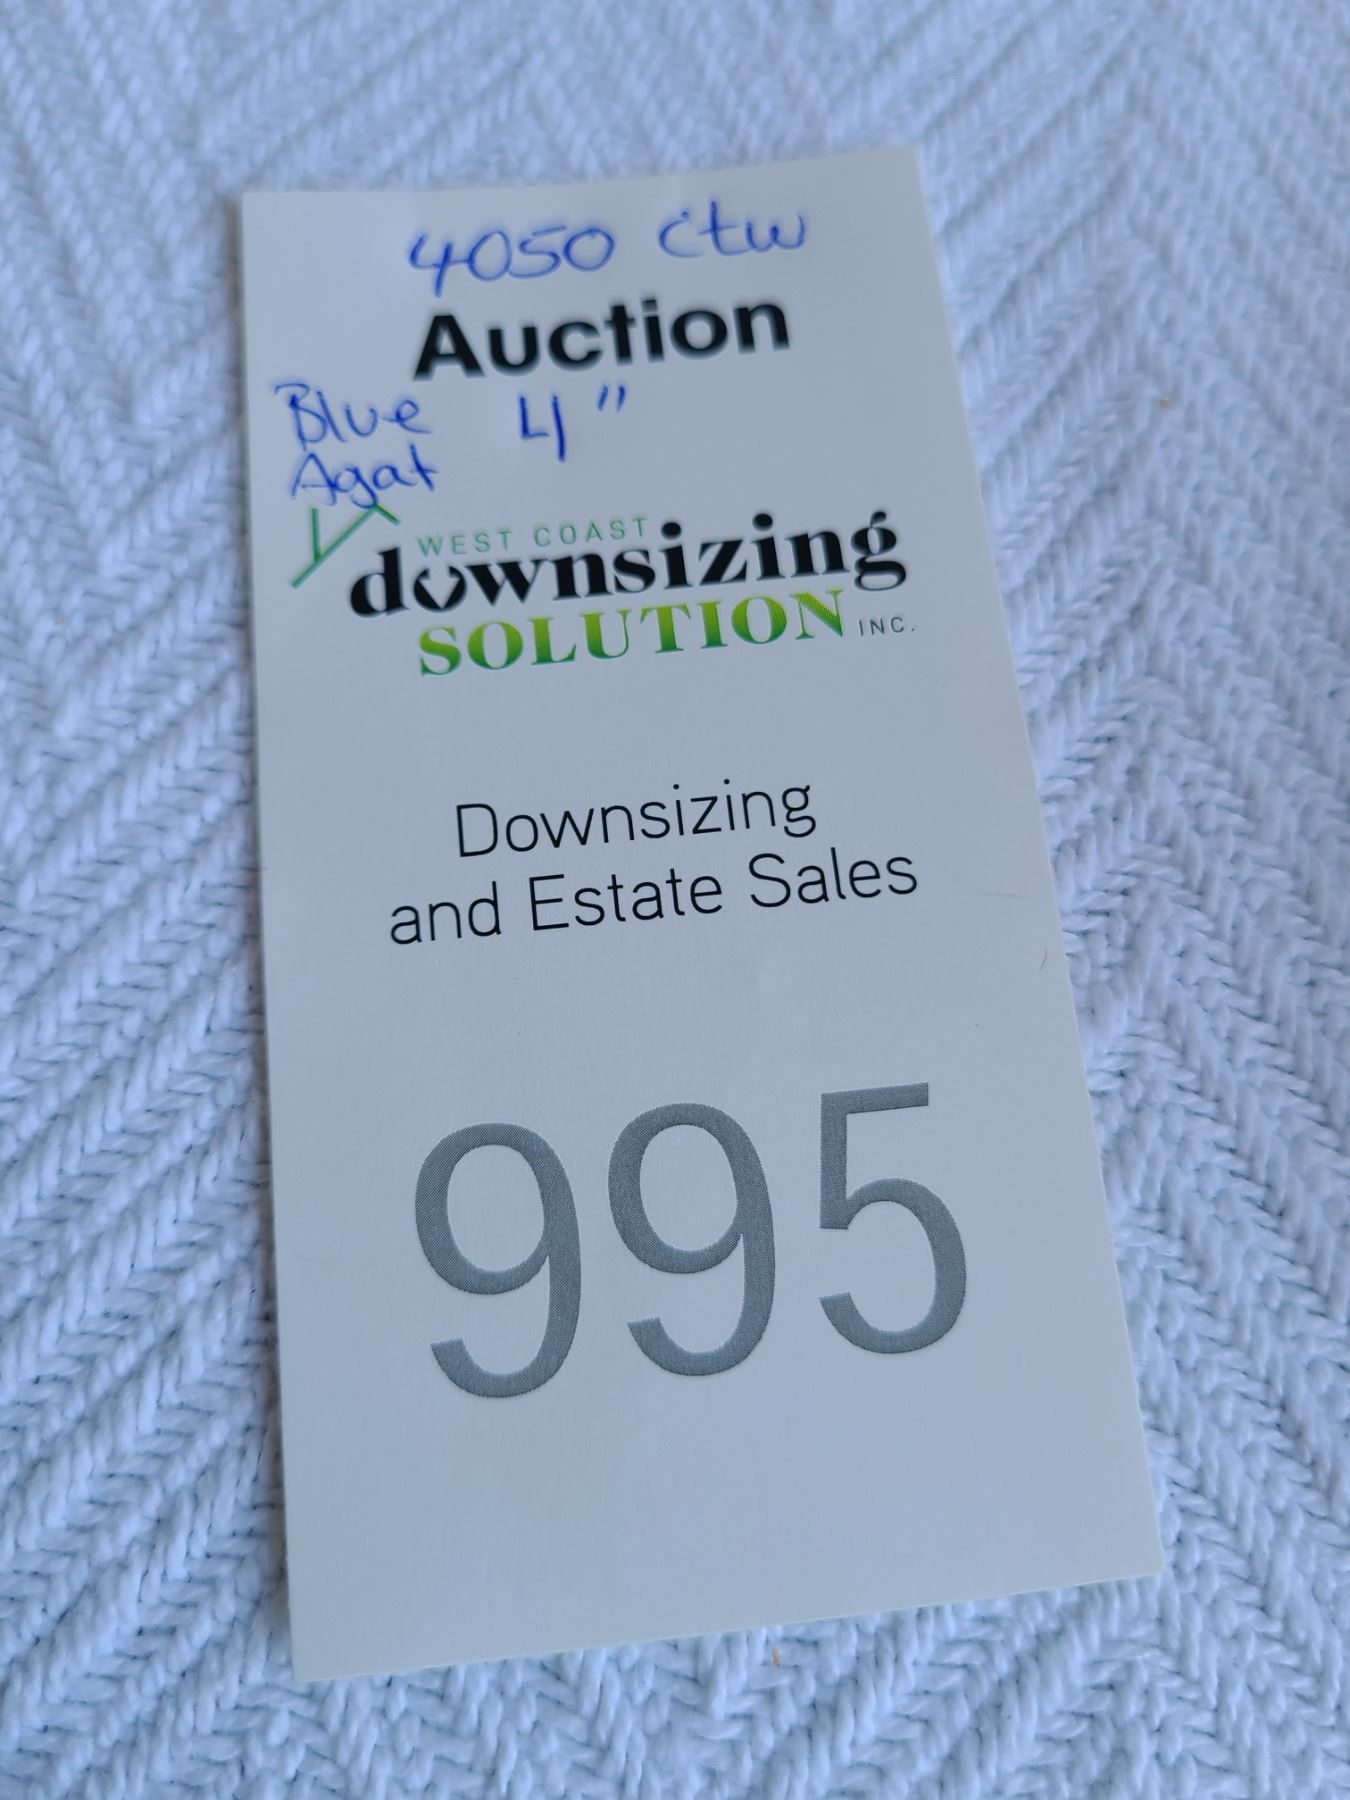 4050 ctw
Auction
Blue 4"
Agat
WEST COAST
downsizing
SOLUTION INC.
Downsizing
and Estate Sales
995